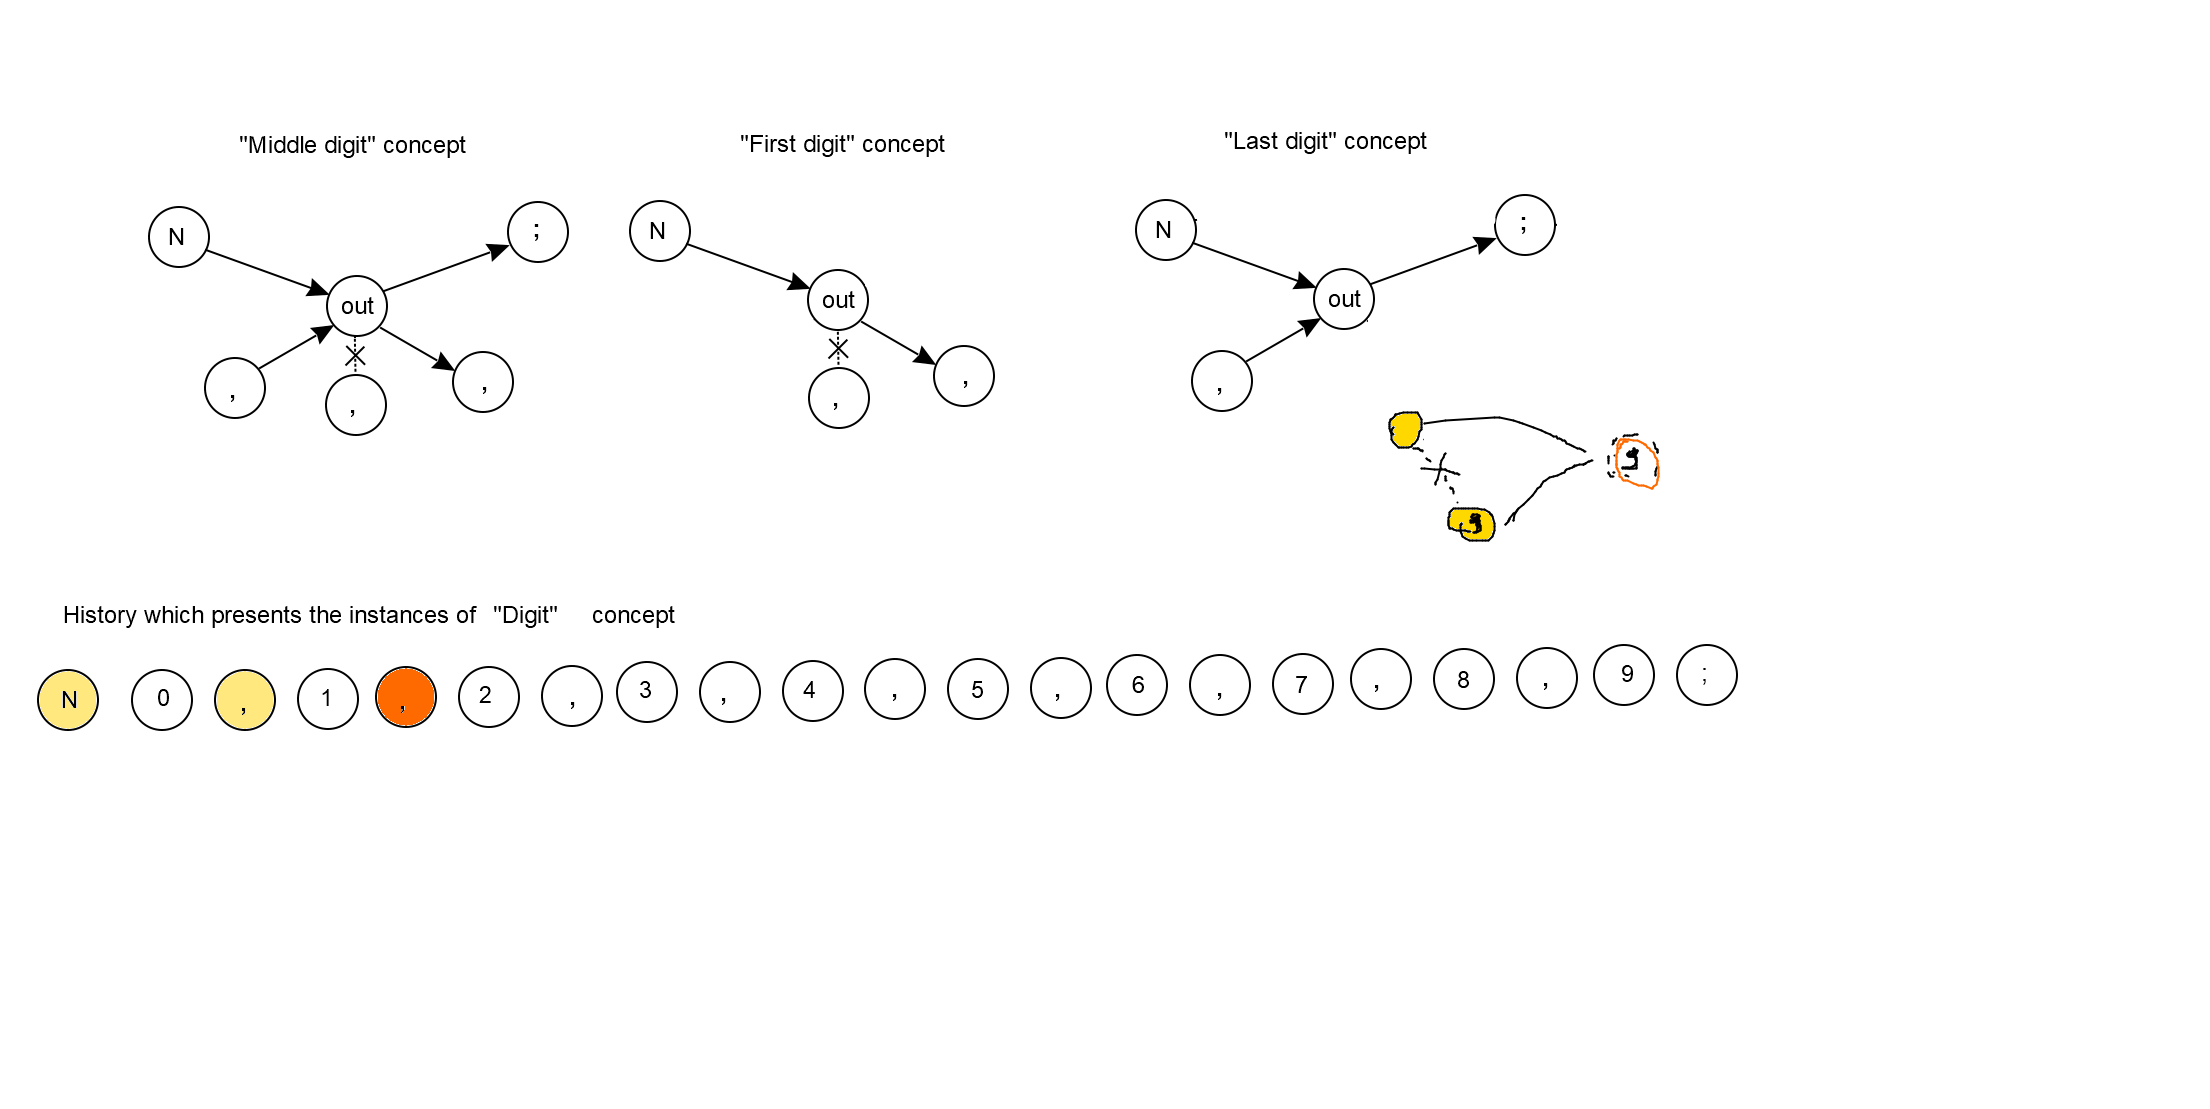 "Middle digit" concept
"First digit" concept
"Last digit" concept
N
;
out
,
,
,
N
out
,
,
N
;
out
,
History which presents the instances of "Digit" concept
N 0 , 1 , 2 , 3 , 4 , 5 , 6 , 7 , 8 , 9 ;